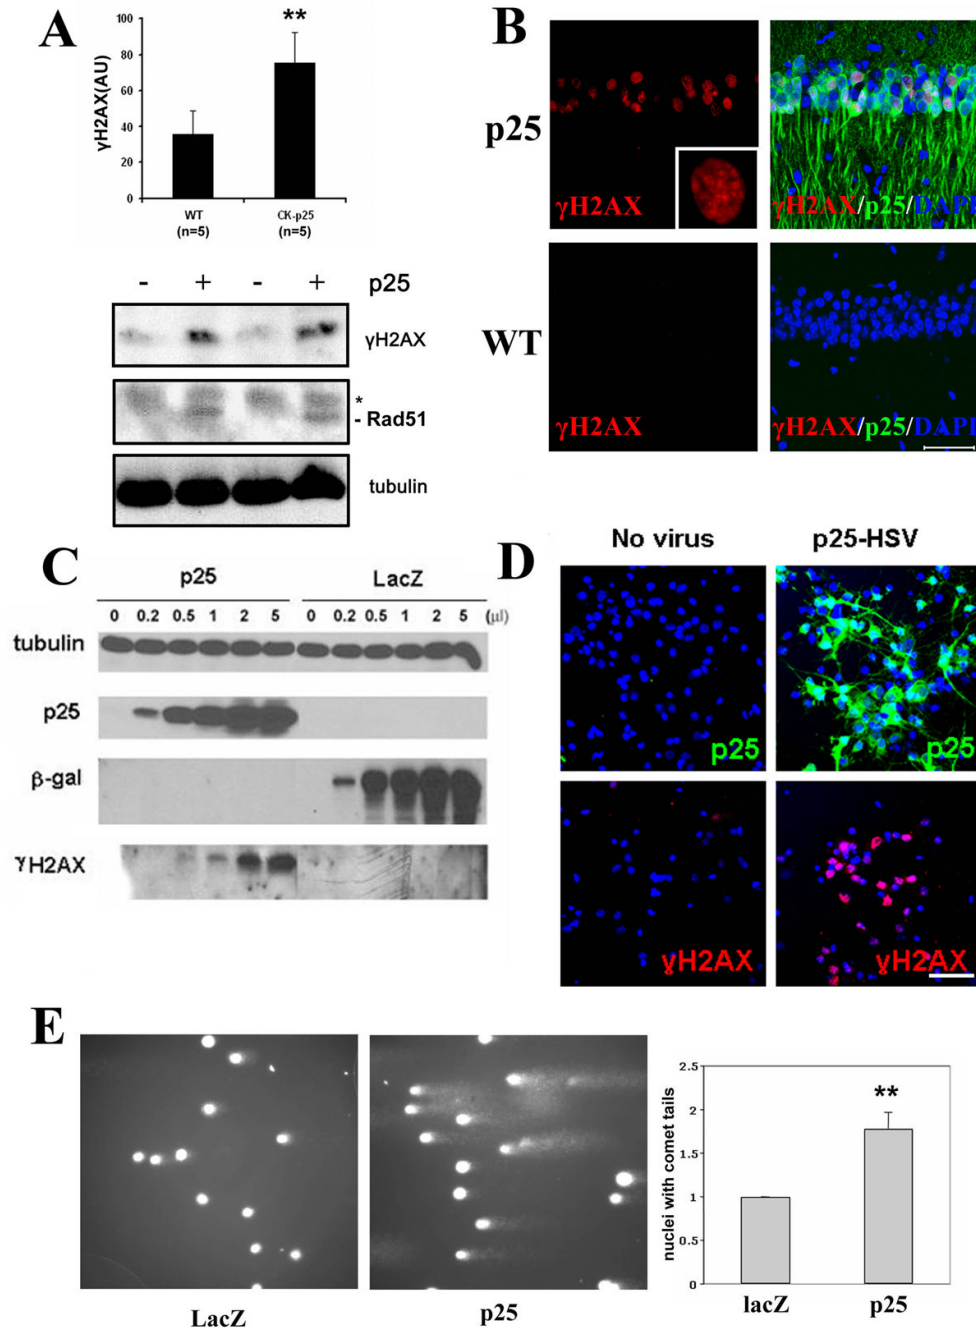 A
γH2AX(AU)
100
80
60
40
20
0
**
WT
(n=5)
CK-p25
(n=5)
- + - + p25
γH2AX
*
- Rad51
tubulin
B
p25
γH2AX
γH2AX/p25/DAPI
WT
γH2AX
γH2AX/p25/DAPI
C
p25 LacZ
0 0.2 0.5 1 2 5 0 0.2 0.5 1 2 5 (μl)
tubulin
p25
β-gal
γH2AX
D
No virus p25-HSV
p25 p25
γH2AX γH2AX
E
LacZ
p25
nuclei with comet tails
2.5
2
1.5
1
0.5
0
**
lacZ p25